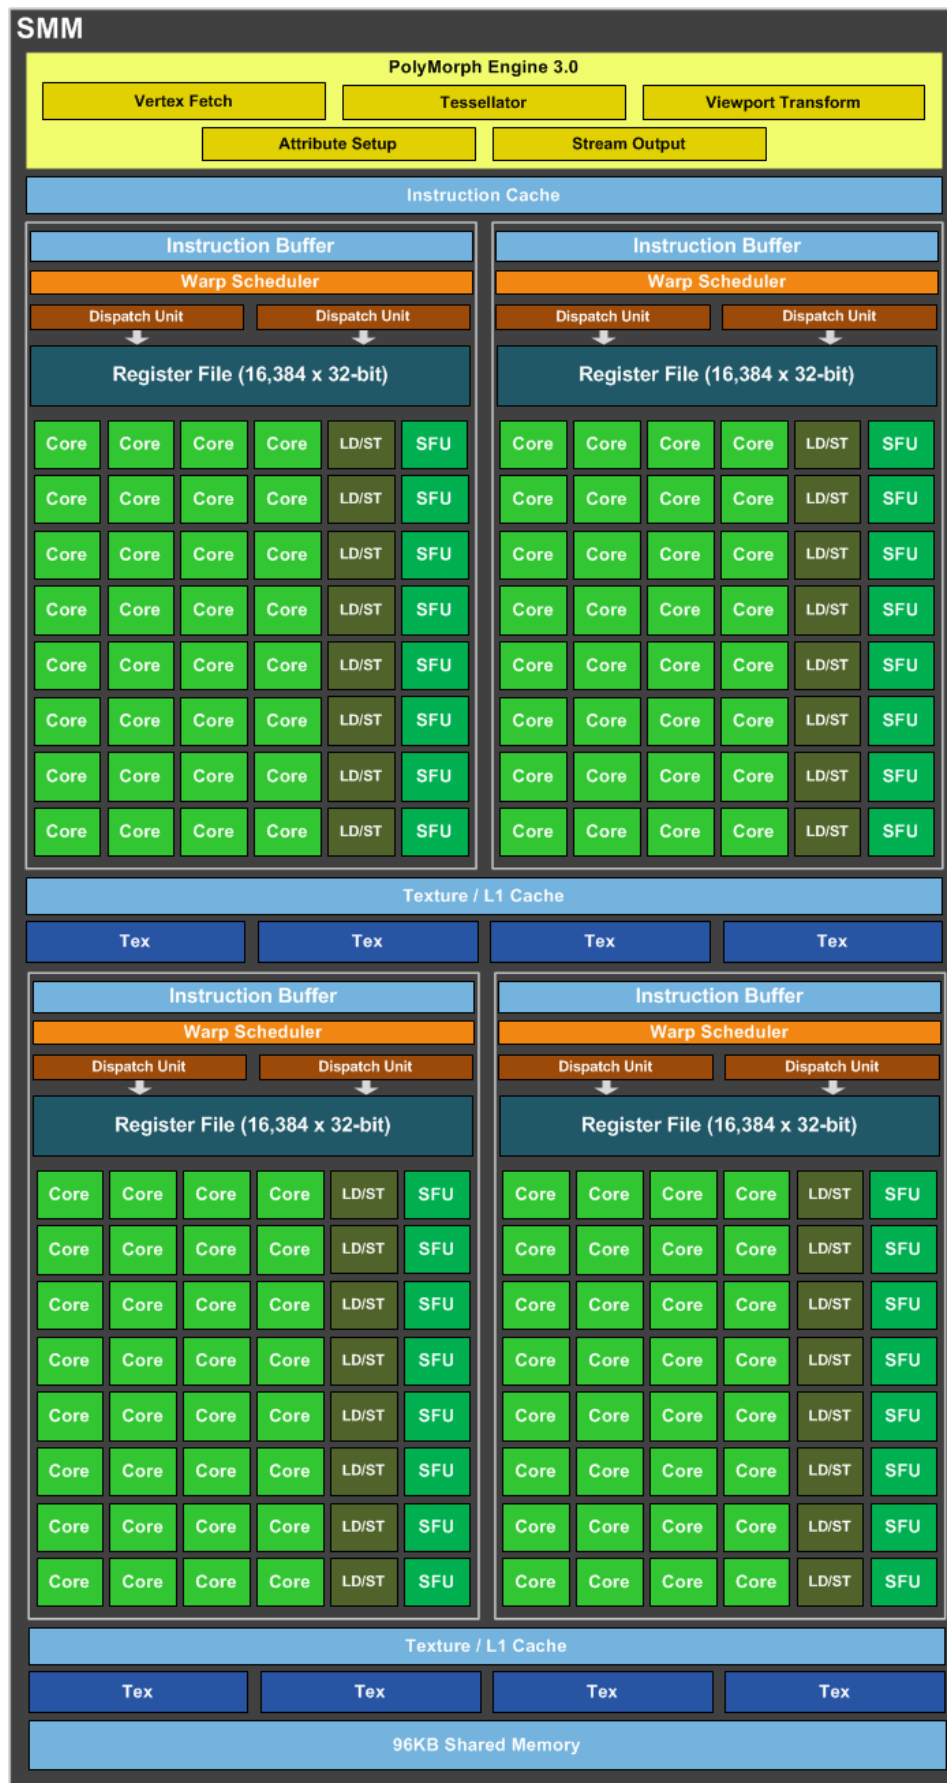 SMM
PolyMorph Engine 3.0
Vertex Fetch Tessellator Viewport Transform
Attribute Setup Stream Output
Instruction Cache
Instruction Buffer Instruction Buffer
Warp Scheduler Warp Scheduler
Dispatch Unit Dispatch Unit Dispatch Unit Dispatch Unit
Register File (16,384 x 32-bit) Register File (16,384 x 32-bit)
Core Core Core Core LD/ST SFU Core Core Core Core LD/ST SFU
Core Core Core Core LD/ST SFU Core Core Core Core LD/ST SFU
Core Core Core Core LD/ST SFU Core Core Core Core LD/ST SFU
Core Core Core Core LD/ST SFU Core Core Core Core LD/ST SFU
Core Core Core Core LD/ST SFU Core Core Core Core LD/ST SFU
Core Core Core Core LD/ST SFU Core Core Core Core LD/ST SFU
Core Core Core Core LD/ST SFU Core Core Core Core LD/ST SFU
Core Core Core Core LD/ST SFU Core Core Core Core LD/ST SFU
Texture / L1 Cache
Tex Tex Tex Tex
Instruction Buffer Instruction Buffer
Warp Scheduler Warp Scheduler
Dispatch Unit Dispatch Unit Dispatch Unit Dispatch Unit
Register File (16,384 x 32-bit) Register File (16,384 x 32-bit)
Core Core Core Core LD/ST SFU Core Core Core Core LD/ST SFU
Core Core Core Core LD/ST SFU Core Core Core Core LD/ST SFU
Core Core Core Core LD/ST SFU Core Core Core Core LD/ST SFU
Core Core Core Core LD/ST SFU Core Core Core Core LD/ST SFU
Core Core Core Core LD/ST SFU Core Core Core Core LD/ST SFU
Core Core Core Core LD/ST SFU Core Core Core Core LD/ST SFU
Core Core Core Core LD/ST SFU Core Core Core Core LD/ST SFU
Core Core Core Core LD/ST SFU Core Core Core Core LD/ST SFU
Texture / L1 Cache
Tex Tex Tex Tex
96KB Shared Memory